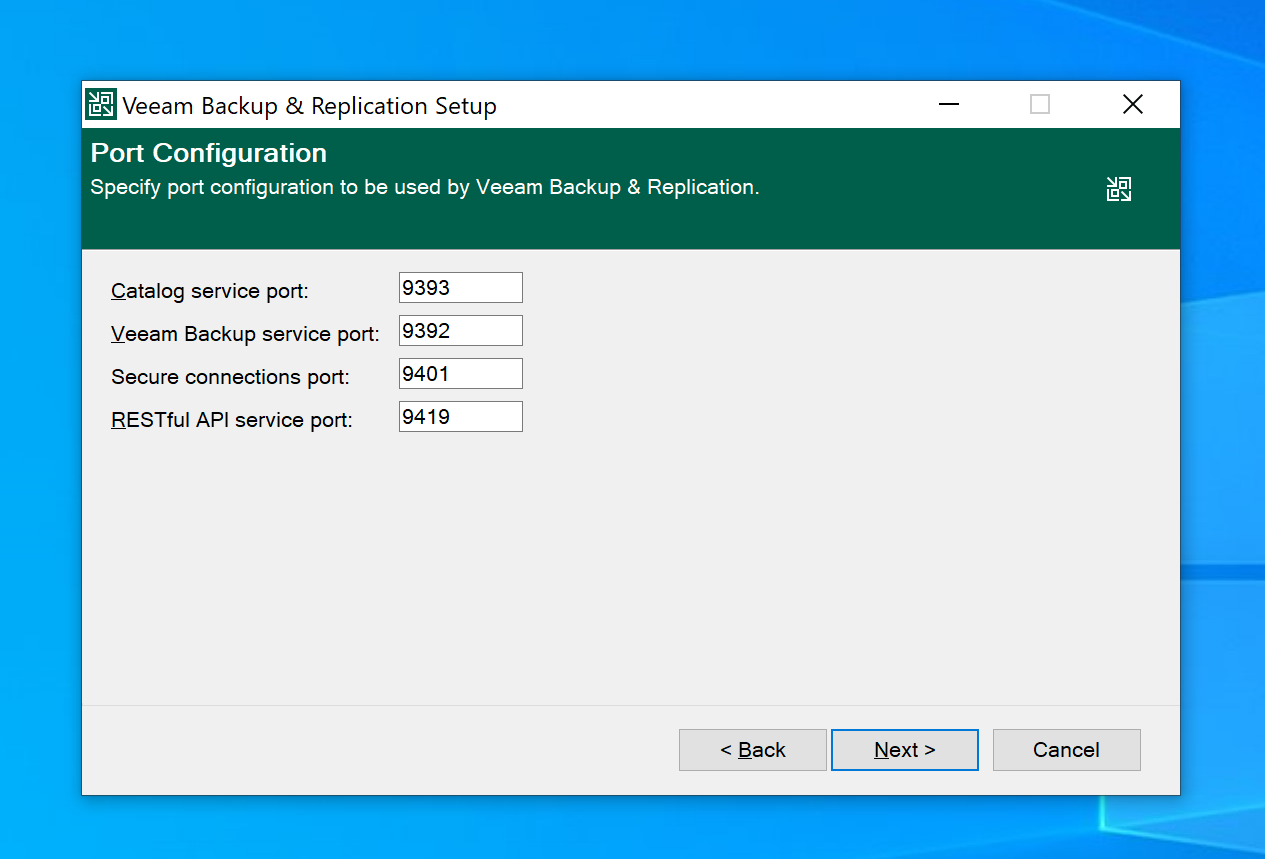 Veeam Backup & Replication Setup
Port Configuration
Specify port configuration to be used by Veeam Backup & Replication.
Catalog service port: 9393
Veeam Backup service port: 9392
Secure connections port: 9401
RESTful API service port: 9419
< Back Next > Cancel